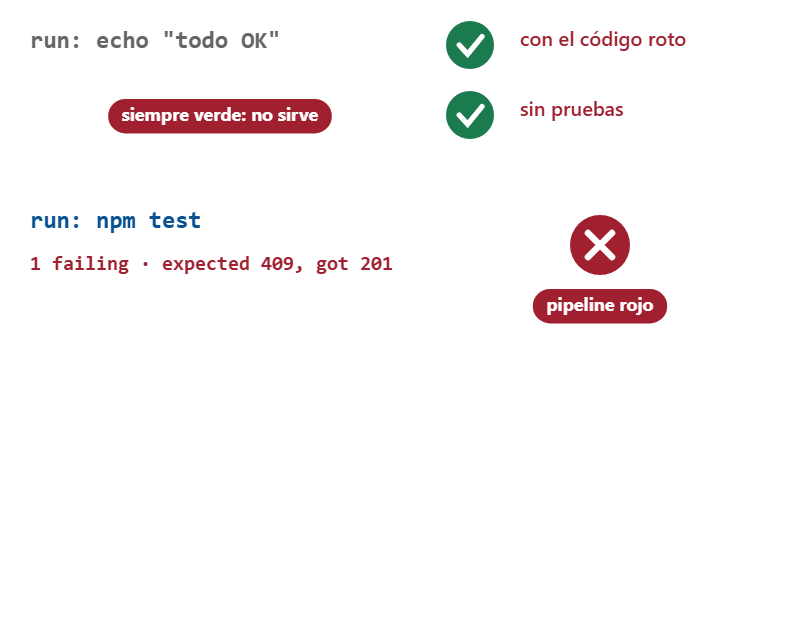 run: echo "todo OK"
con el código roto
siempre verde: no sirve
sin pruebas
run: npm test
1 failing · expected 409, got 201
pipeline rojo